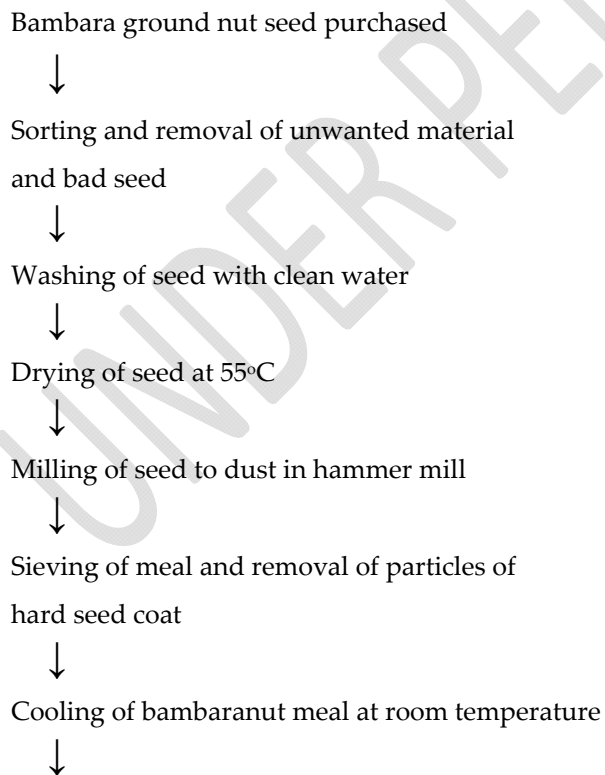 Bambara ground nut seed purchased
↓
Sorting and removal of unwanted material
and bad seed
↓
Washing of seed with clean water
↓
Drying of seed at 55°C
↓
Milling of seed to dust in hammer mill
↓
Sieving of meal and removal of particles of
hard seed coat
↓
Cooling of bambaranut meal at room temperature
↓
UNDER PE